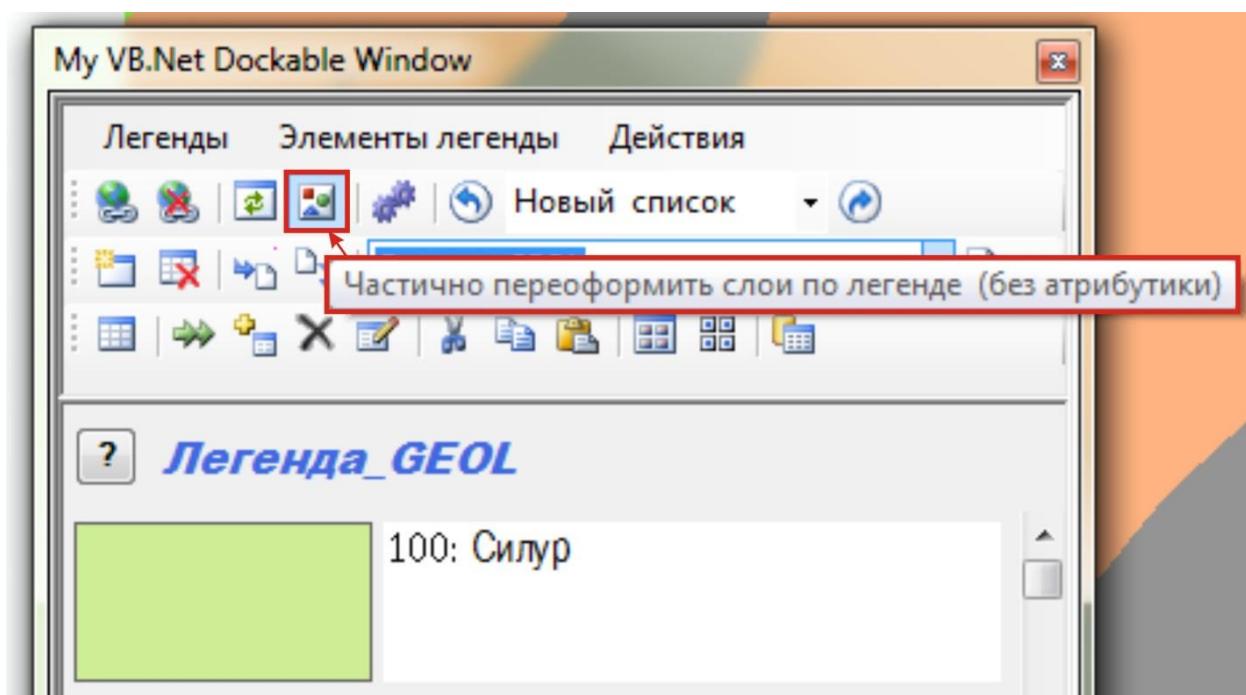 My VB.Net Dockable Window
Легенды Элементы легенды Действия
Новый список
Частично переоформить слои по легенде (без атрибутики)
? Легенда_GEOL
100: Силур